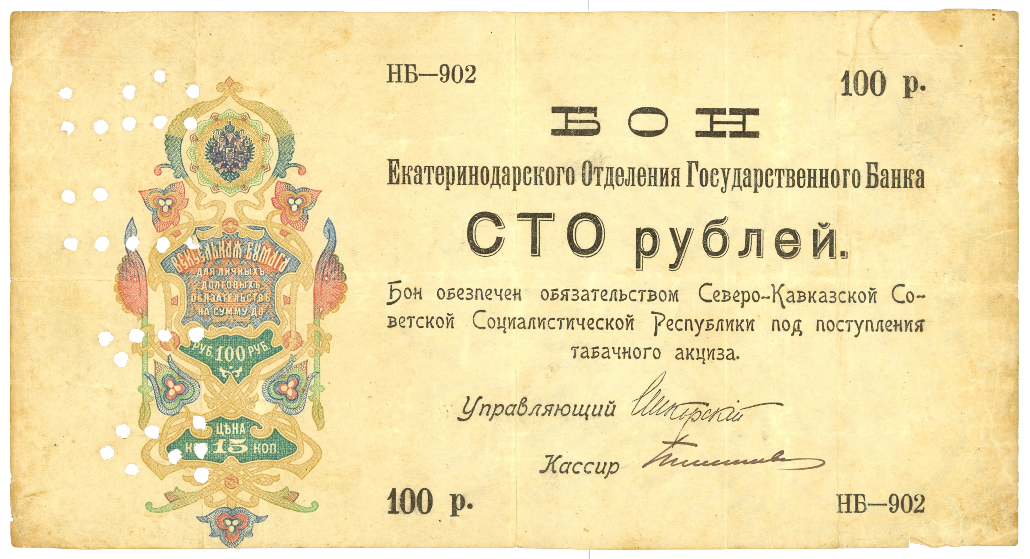 НБ—902
100 р.
БОН
Екатеринодарского Отделения Государственного Банка
СТО рублей.
Бон обезпечен обязательством Северо-Кавказской Со-
ветской Социалистической Республики под поступления
табачного акциза.
Управляющий
Кассир
100 р.
НБ—902
ВЕКСЕЛЬНАЯ БУМАГА
ДЛЯ ЛИЧНЫХЪ
ДОЛГОВЫХЪ
ОБЯЗАТЕЛЬСТВЪ
НА СУММУ ДО
РУБ. 100 РУБ.
ЦѢНА
15 КОП.